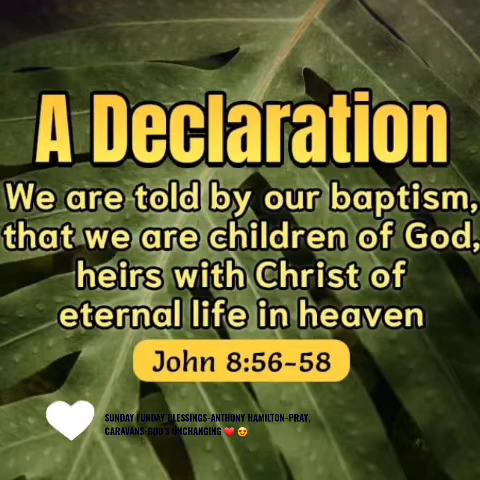 A Declaration
We are told by our baptism,
that we are children of God,
heirs with Christ of
eternal life in heaven
John 8:56-58
SUNDAY FUNDAY BLESSINGS-ANTHONY HAMILTON-PRAY,
CARAVANS-GOD'S UNCHANGING❤️😍